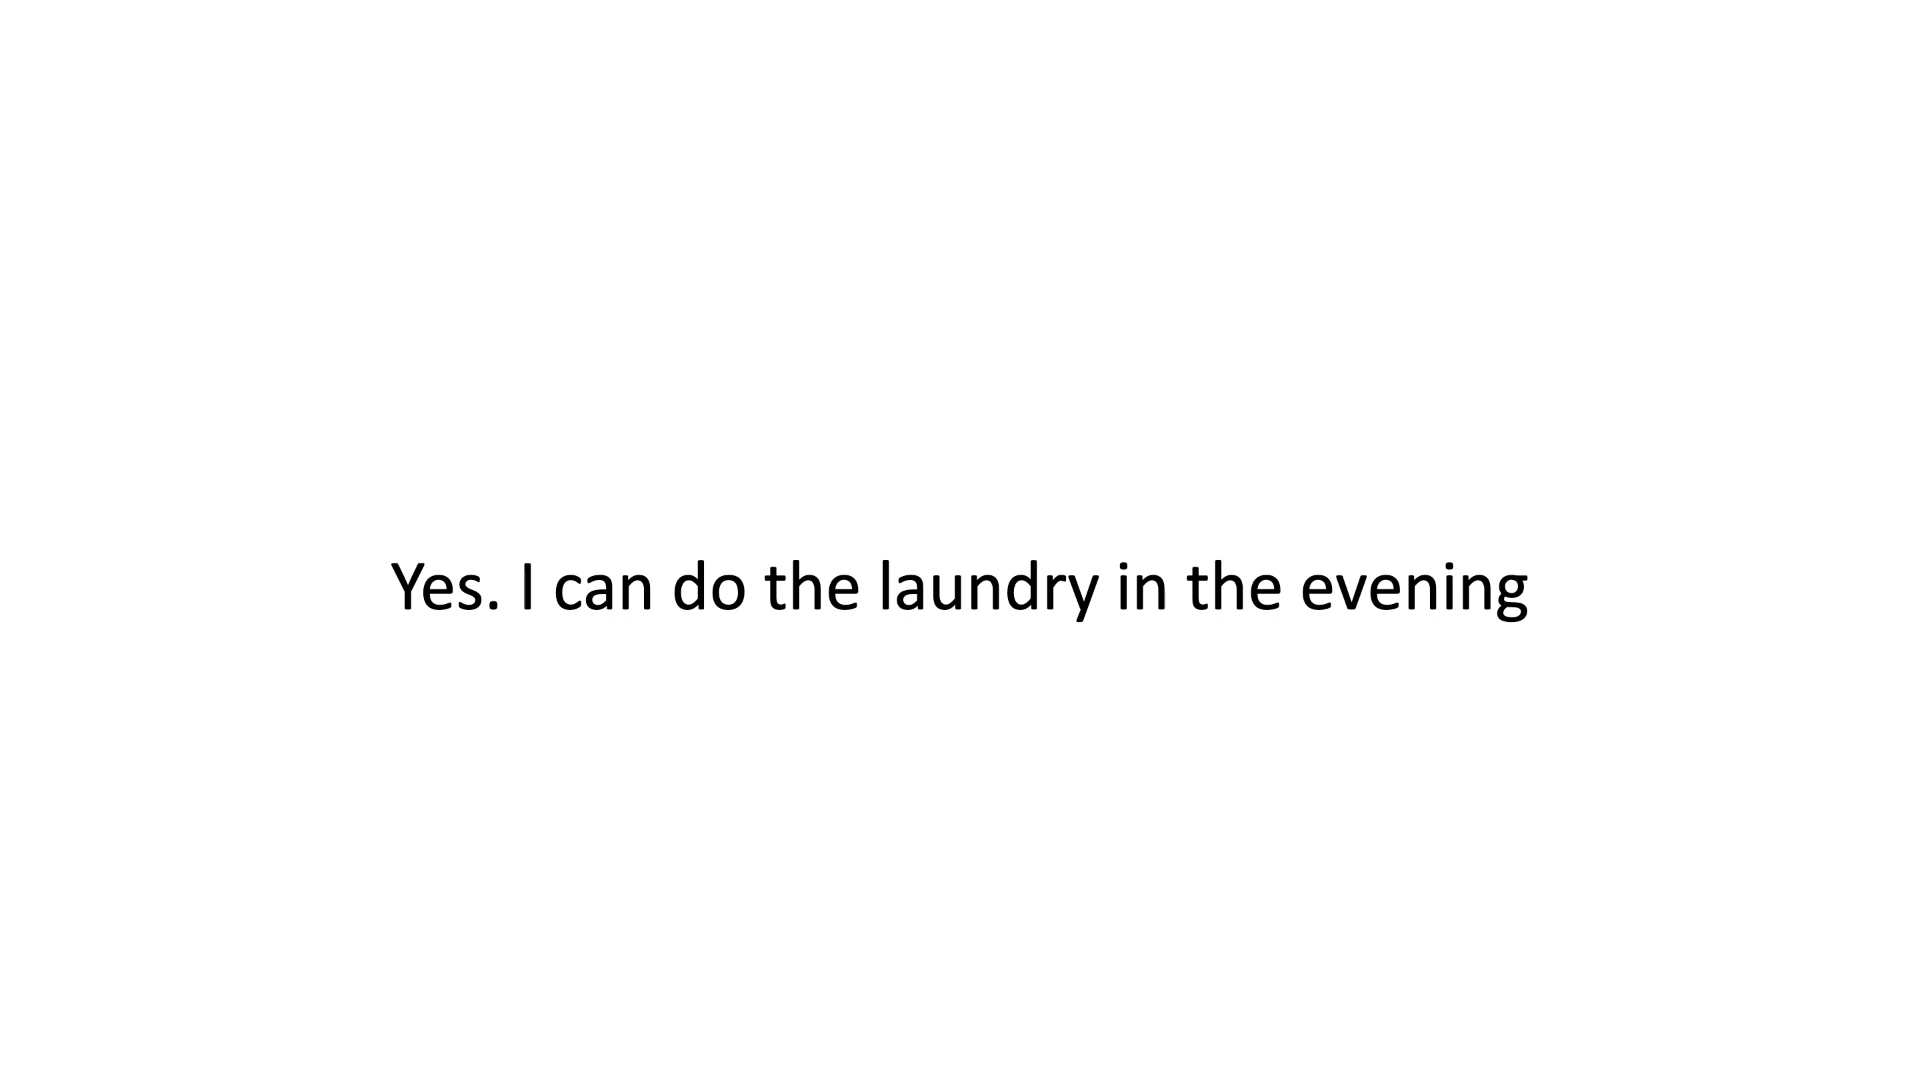 Yes. I can do the laundry in the evening